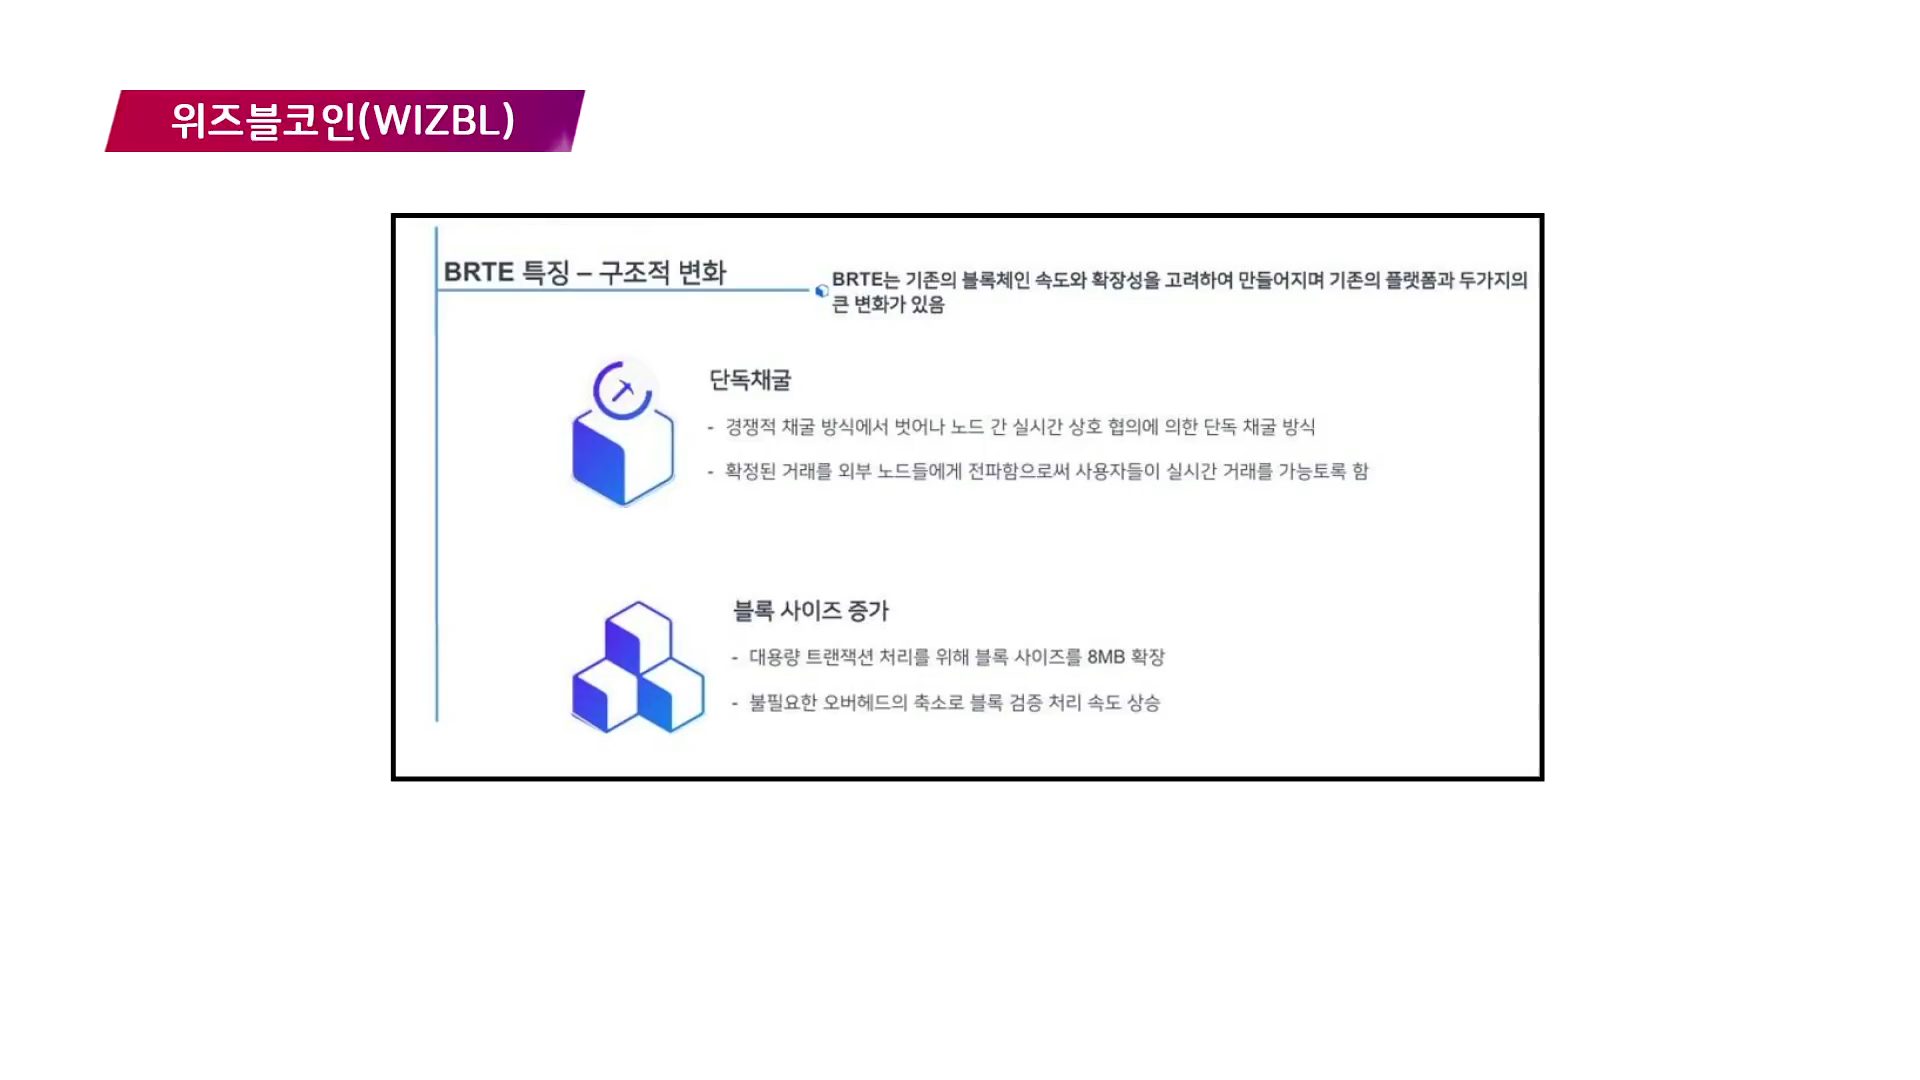 위즈블코인(WIZBL)
BRTE 특징 – 구조적 변화
BRTE는 기존의 블록체인 속도와 확장성을 고려하여 만들어지며 기존의 플랫폼과 두가지의
큰 변화가 있음
단독채굴
- 경쟁적 채굴 방식에서 벗어나 노드 간 실시간 상호 협의에 의한 단독 채굴 방식
- 확정된 거래를 외부 노드들에게 전파함으로써 사용자들이 실시간 거래를 가능토록 함
블록 사이즈 증가
- 대용량 트랜잭션 처리를 위해 블록 사이즈를 8MB 확장
- 불필요한 오버헤드의 축소로 블록 검증 처리 속도 상승